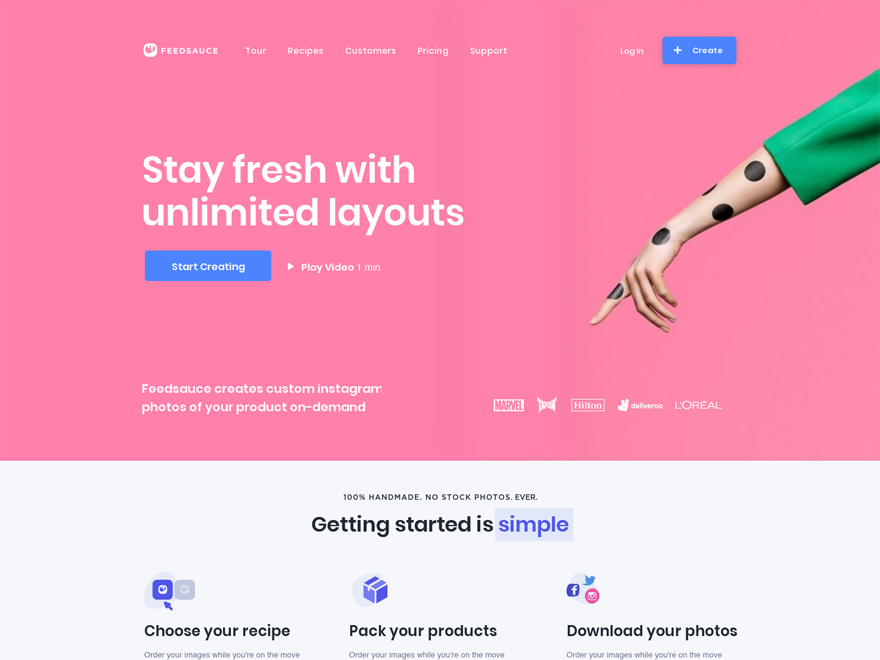 FEEDSAUCE Tour Recipes Customers Pricing Support Log In + Create
Stay fresh with
unlimited layouts
Start Creating Play Video 1 min
Feedsauce creates custom instagram
photos of your product on-demand
MARVEL TAPOUT Hilton deliveroo L'ORÉAL
100% HANDMADE. NO STOCK PHOTOS. EVER.
Getting started is simple
Choose your recipe Pack your products Download your photos
Order your images while you're on the move Order your images while you're on the move Order your images while you're on the move